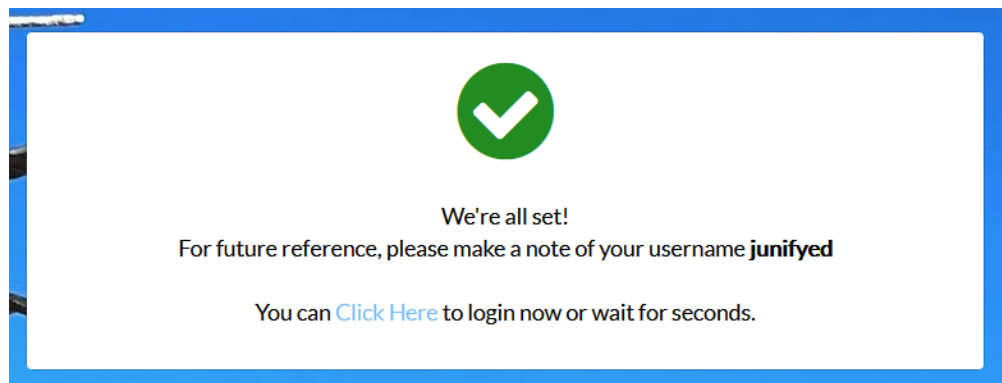 We're all set!
For future reference, please make a note of your username junifyed
You can Click Here to login now or wait for seconds.